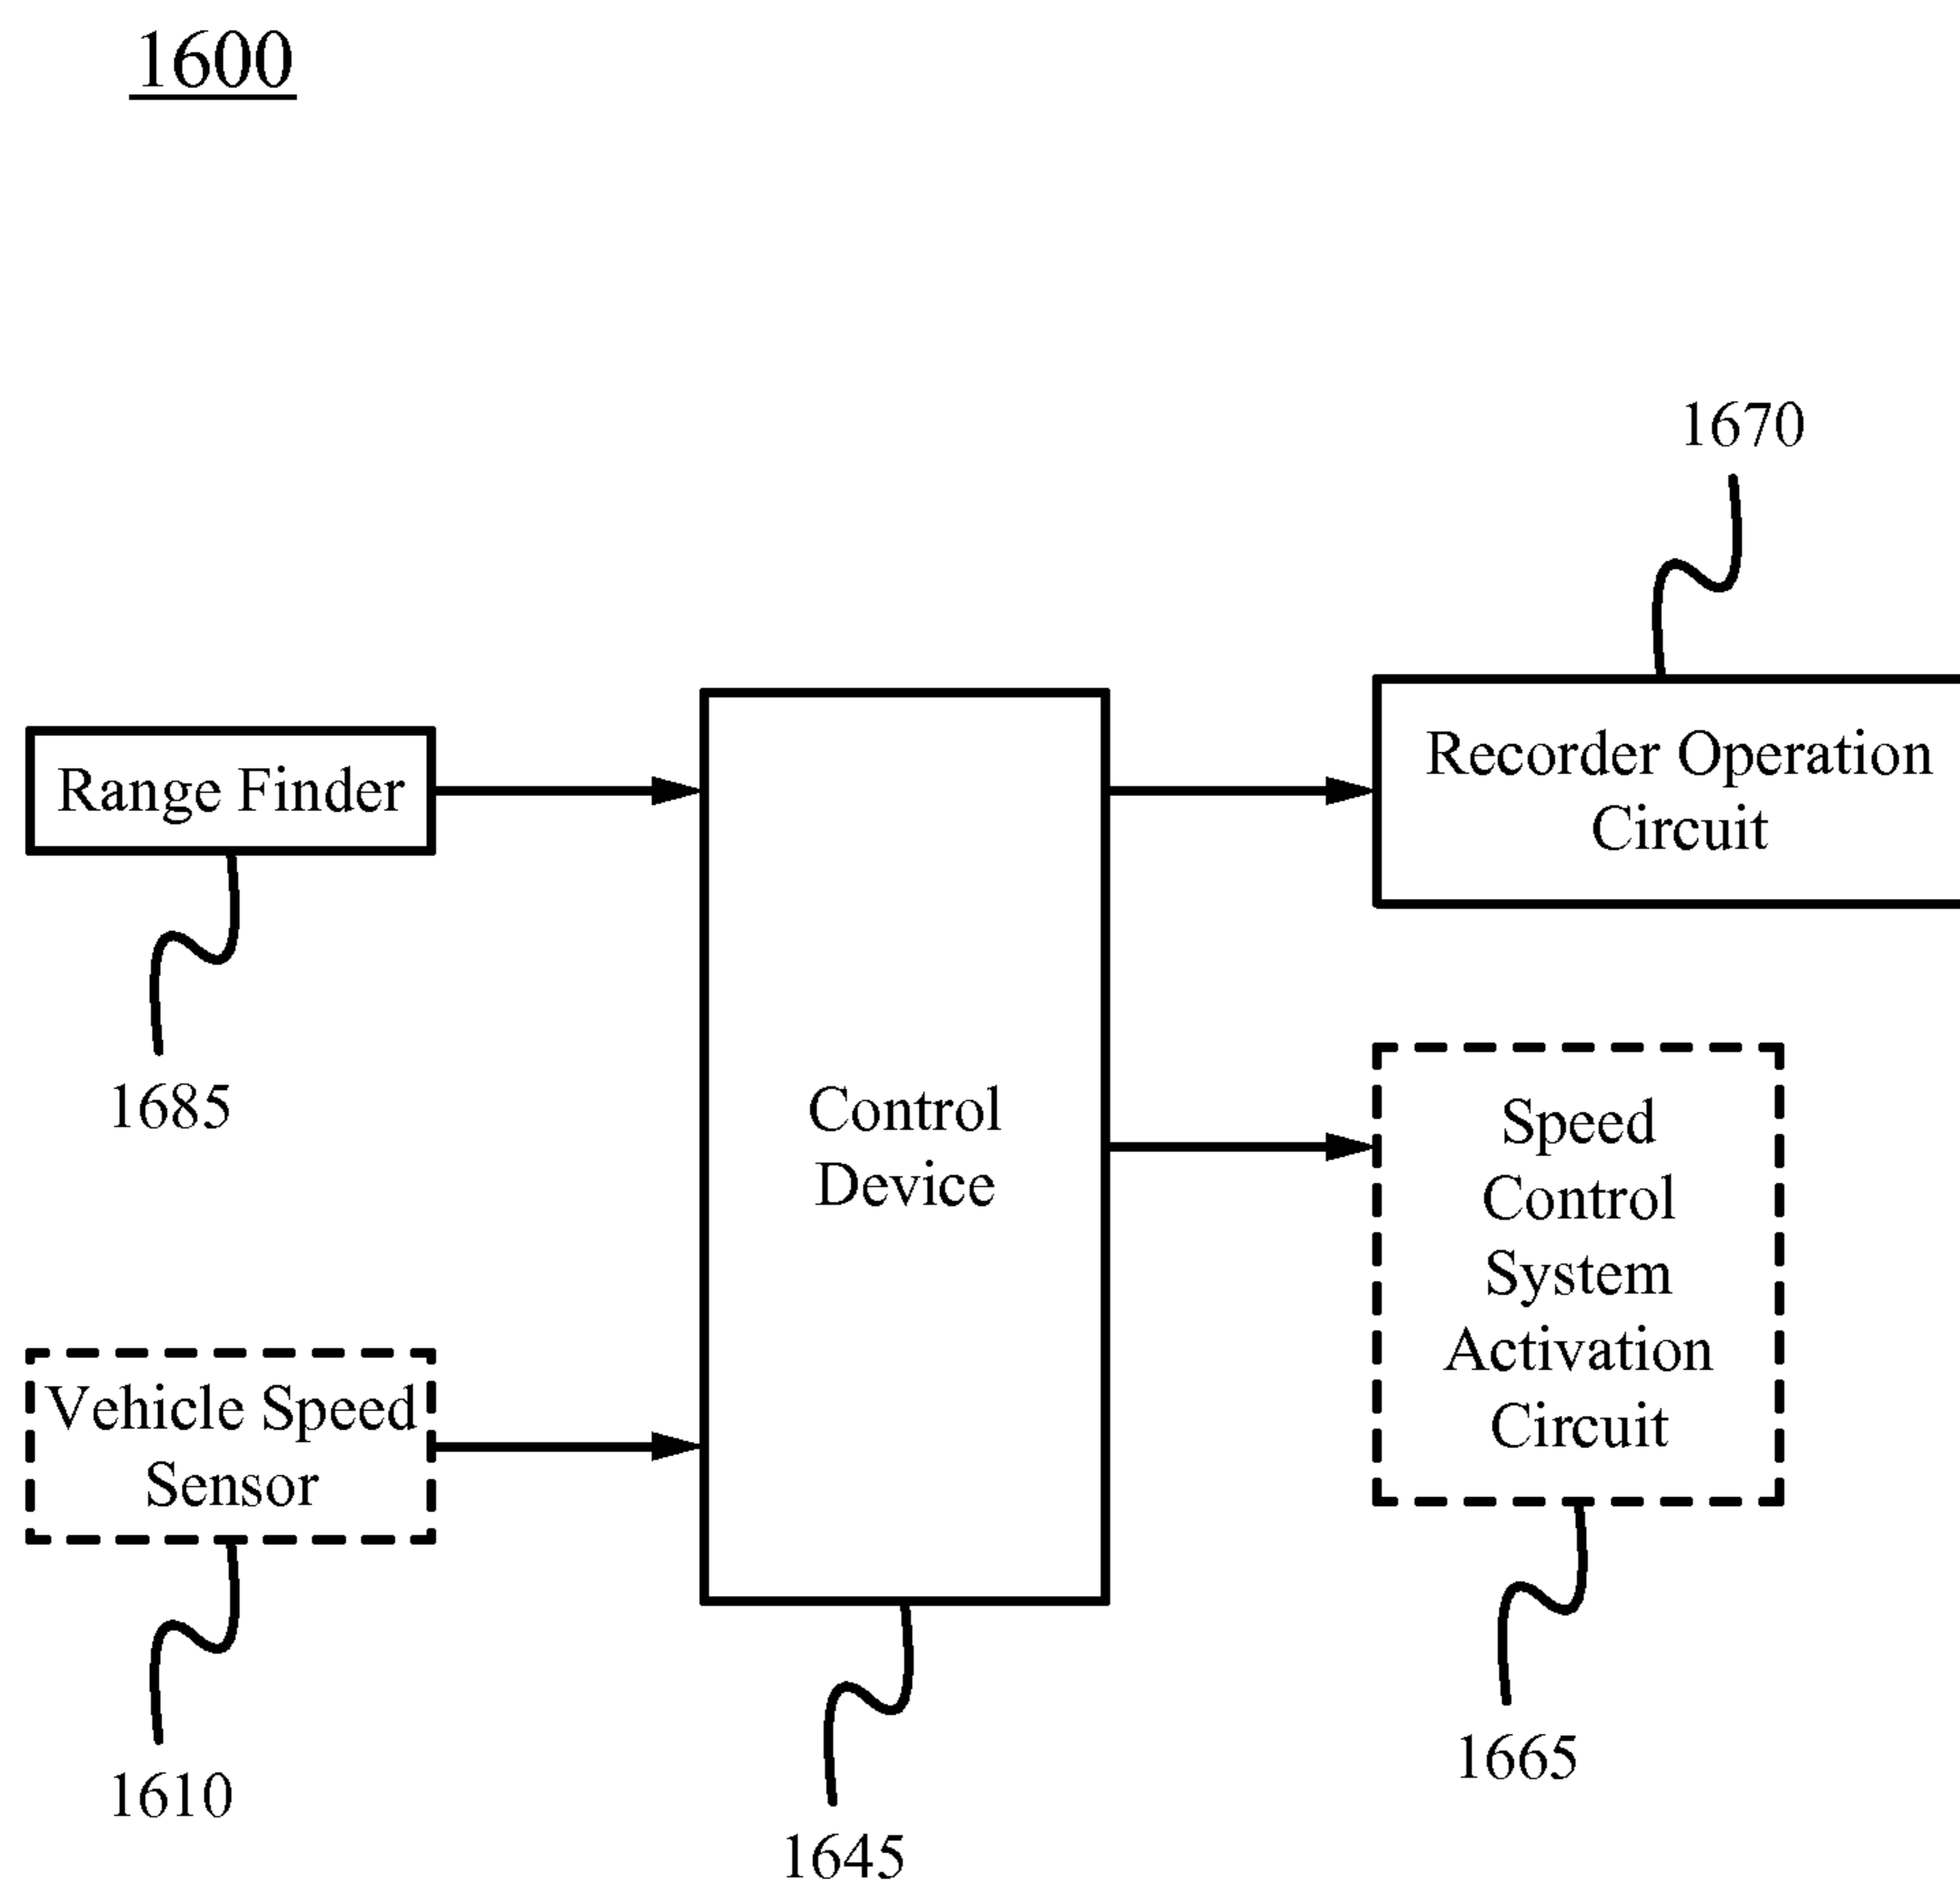 1600
1670
Range Finder
Recorder Operation
Circuit
1685
Control
Device
Speed
Control
System
Activation
Circuit
Vehicle Speed
Sensor
1610
1645
1665